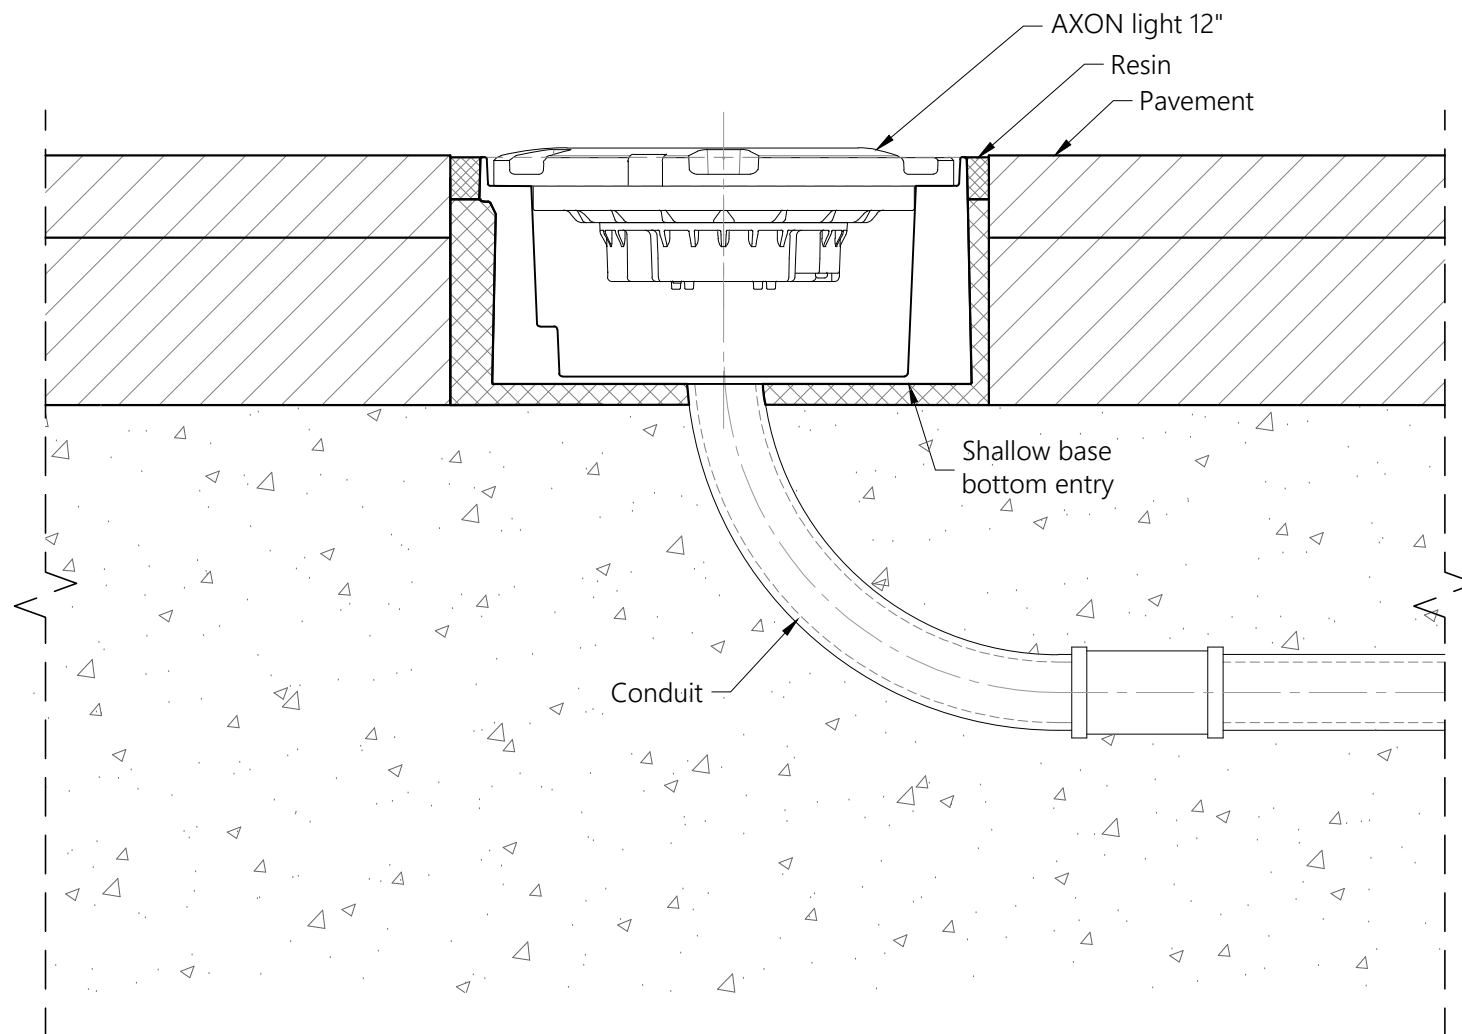 AXON light 12"
Resin
Pavement
Shallow base
bottom entry
Conduit